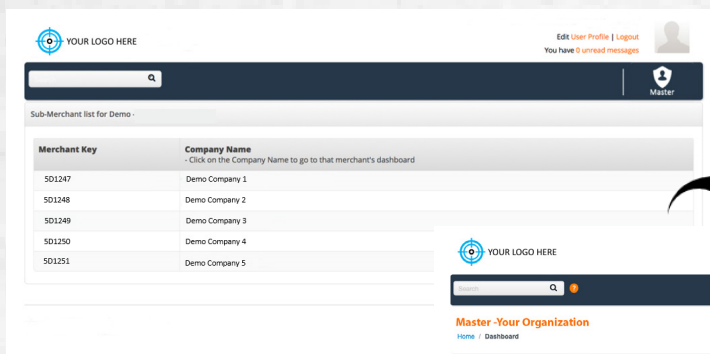 YOUR LOGO HERE
Edit User Profile | Logout
You have 0 unread messages
Master
Sub-Merchant list for Demo -
Merchant Key
Company Name
- Click on the Company Name to go to that merchant's dashboard
5D1247 Demo Company 1
5D1248 Demo Company 2
5D1249 Demo Company 3
5D1250 Demo Company 4
5D1251 Demo Company 5
YOUR LOGO HERE
Search
?
Master -Your Organization
Home / Dashboard